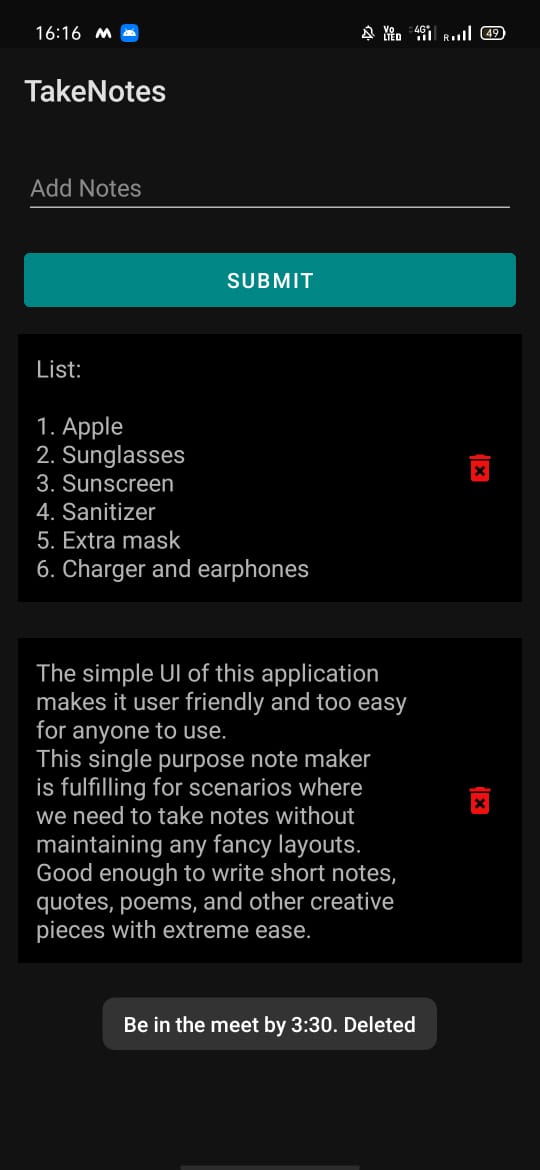 16:16
Vo LTED 4G+ R 49
TakeNotes
Add Notes
SUBMIT
List:
1. Apple
2. Sunglasses
3. Sunscreen
4. Sanitizer
5. Extra mask
6. Charger and earphones
The simple UI of this application
makes it user friendly and too easy
for anyone to use.
This single purpose note maker
is fulfilling for scenarios where
we need to take notes without
maintaining any fancy layouts.
Good enough to write short notes,
quotes, poems, and other creative
pieces with extreme ease.
Be in the meet by 3:30. Deleted